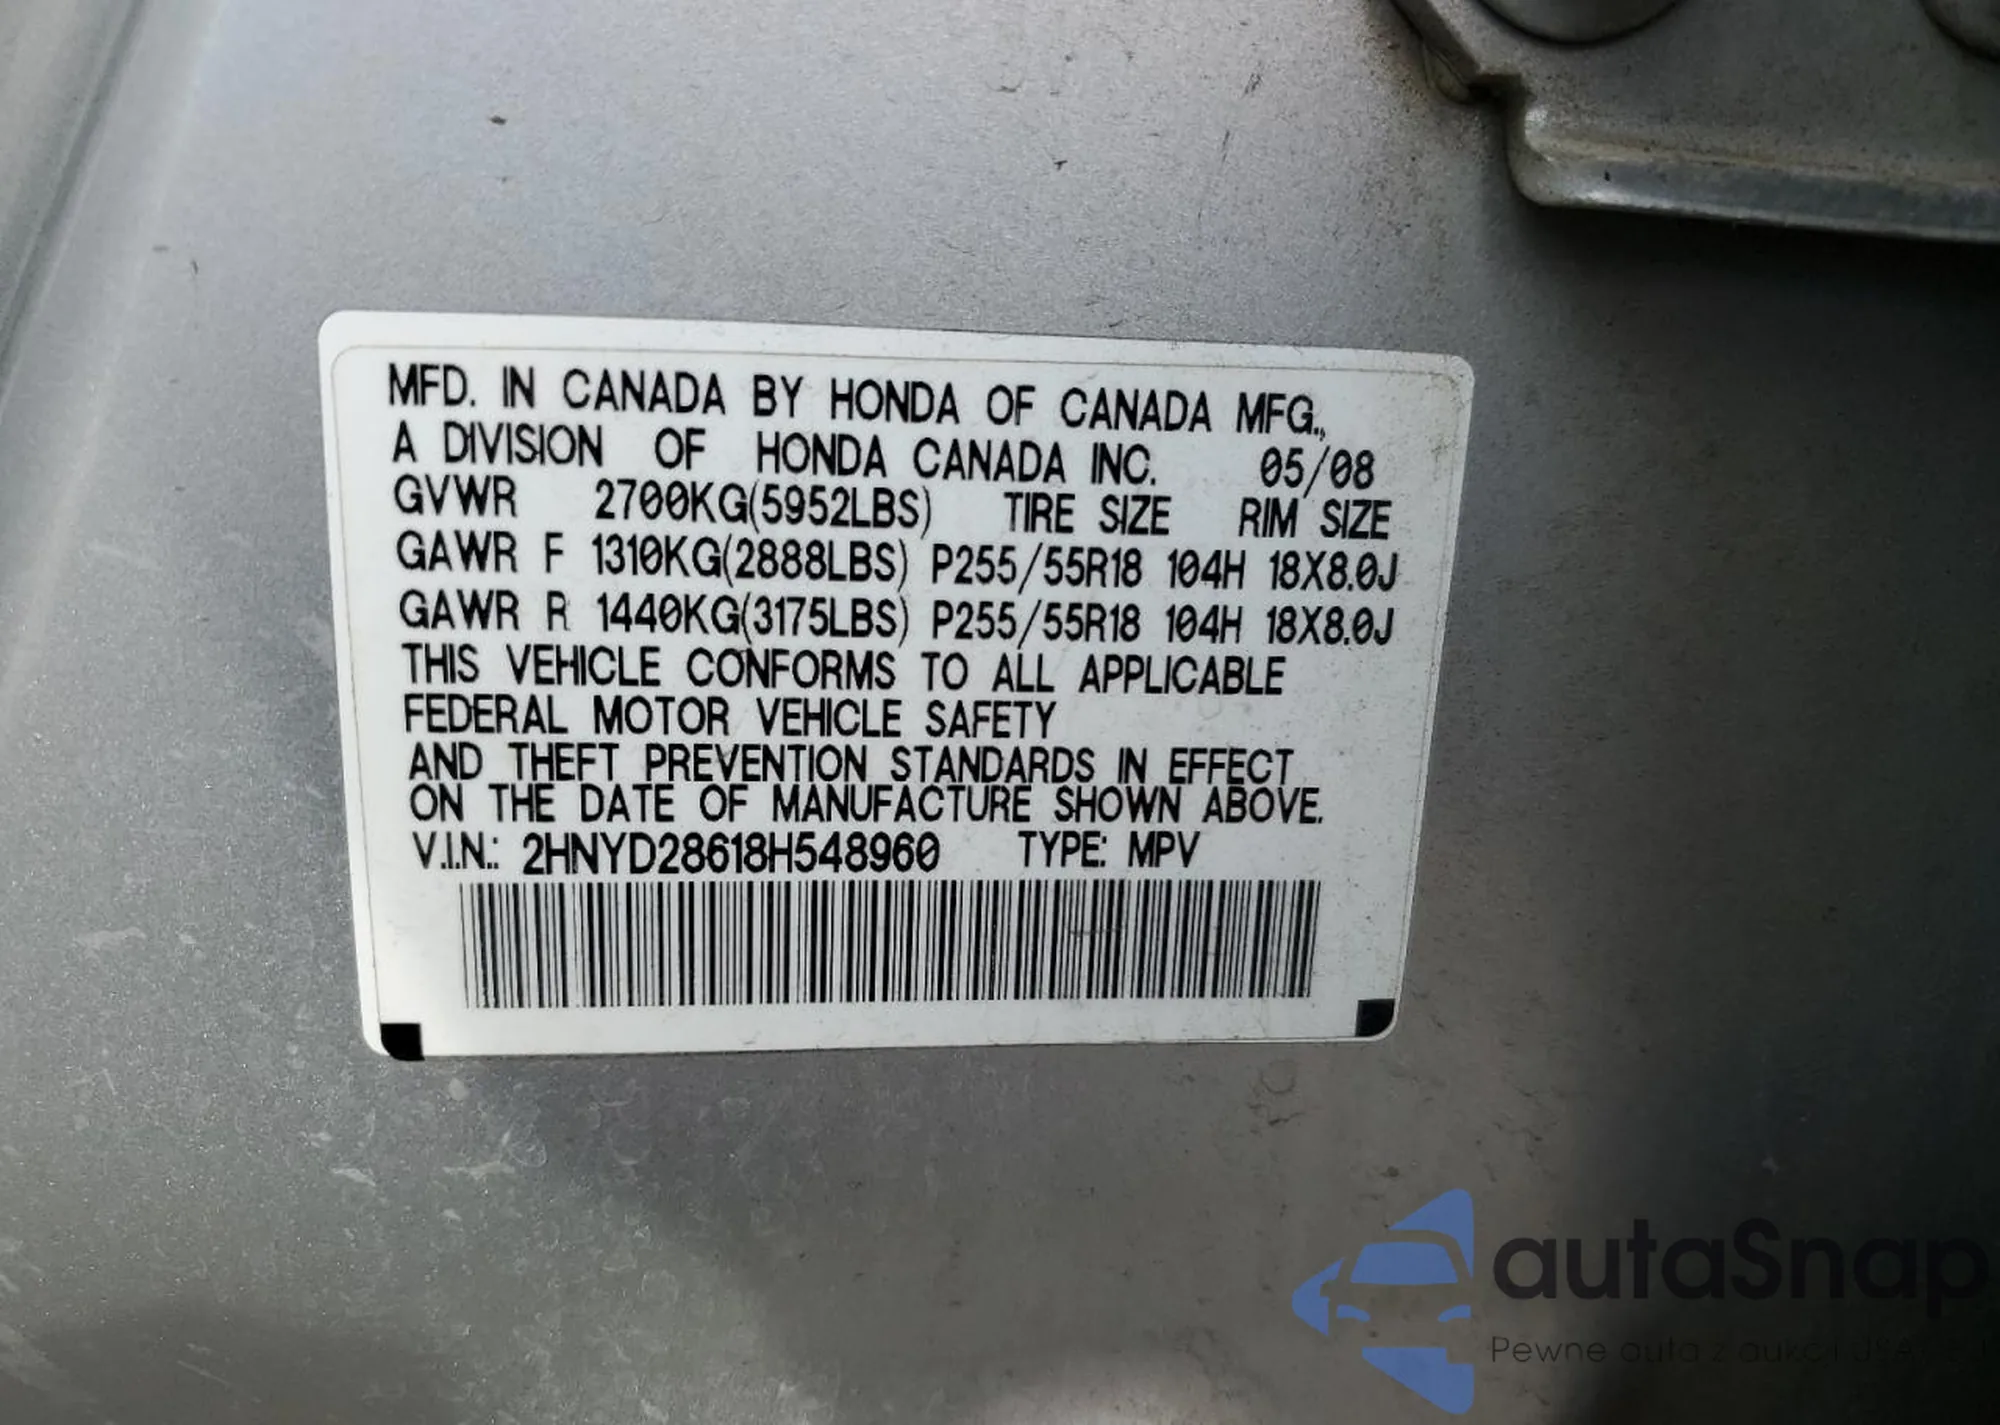 MFD. IN CANADA BY HONDA OF CANADA MFG.,
A DIVISION OF HONDA CANADA INC. 05/08
GVWR 2700KG(5952LBS) TIRE SIZE RIM SIZE
GAWR F 1310KG(2888LBS) P255/55R18 104H 18X8.0J
GAWR R 1440KG(3175LBS) P255/55R18 104H 18X8.0J
THIS VEHICLE CONFORMS TO ALL APPLICABLE
FEDERAL MOTOR VEHICLE SAFETY
AND THEFT PREVENTION STANDARDS IN EFFECT
ON THE DATE OF MANUFACTURE SHOWN ABOVE.
V.I.N.: 2HNYD28618H548960 TYPE: MPV
autaSnap
Pewne auta z